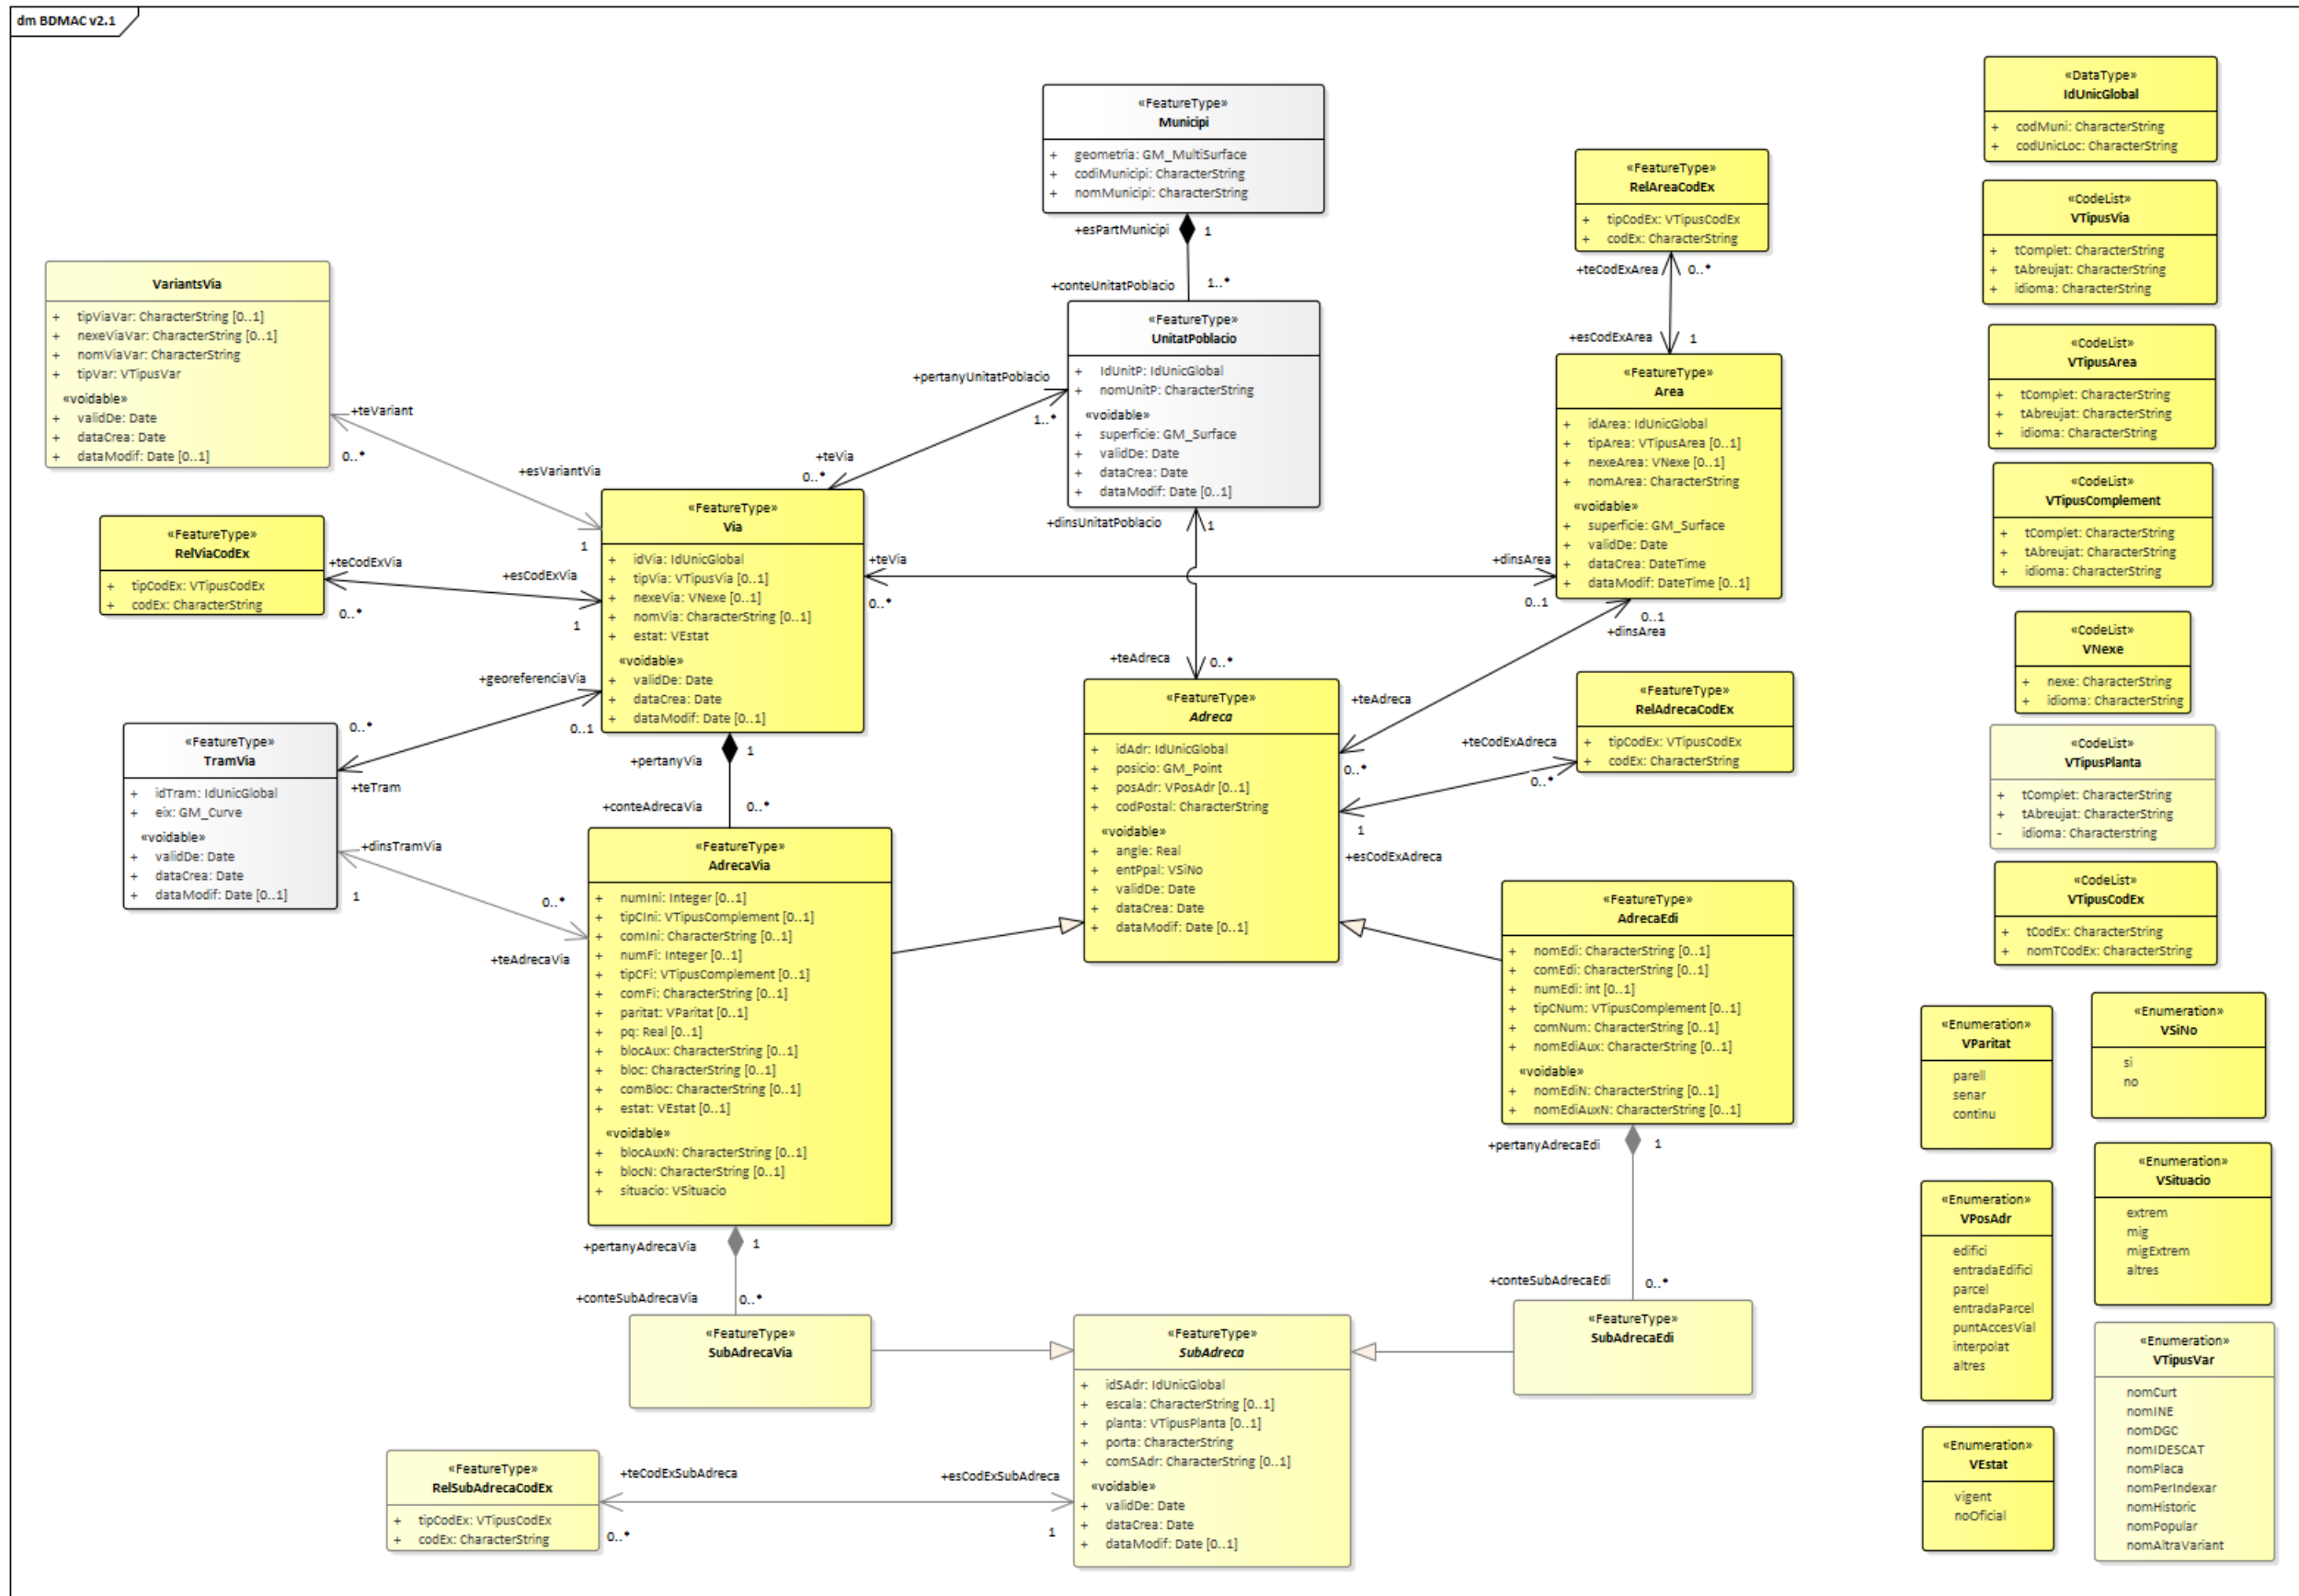 dm BDMAC v2.1
«FeatureType»
Municipi
+ geometria: GM_MultiSurface
+ codiMunicipi: CharacterString
+ nomMunicipi: CharacterString
+esPartMunicipi
1
+conteUnitatPoblacio
1..*
«FeatureType»
UnitatPoblacio
+ IdUnitP: IdUnicGlobal
+ nomUnitP: CharacterString
«voidable»
+ superficie: GM_Surface
+ validDe: Date
+ dataCrea: Date
+ dataModif: Date [0..1]
+pertanyUnitatPoblacio
1..*
+teVia
0..*
+dinsUnitatPoblacio
1
+teAdreca
0..*
VariantsVia
+ tipViaVar: CharacterString [0..1]
+ nexeViaVar: CharacterString [0..1]
+ nomViaVar: CharacterString
+ tipVar: VTipusVar
«voidable»
+ validDe: Date
+ dataCrea: Date
+ dataModif: Date [0..1]
+teVariant
0..*
+esVariantVia
1
«FeatureType»
RelViaCodEx
+ tipCodEx: VTipusCodEx
+ codEx: CharacterString
+teCodExVia
0..*
+esCodExVia
1
«FeatureType»
Via
+ idVia: IdUnicGlobal
+ tipVia: VTipusVia [0..1]
+ nexeVia: VNexe [0..1]
+ nomVia: CharacterString [0..1]
+ estat: VEstat
«voidable»
+ validDe: Date
+ dataCrea: Date
+ dataModif: Date [0..1]
+teVia
0..*
+dinsArea
0..1
+georeferenciaVia
0..1
0..*
+teTram
«FeatureType»
TramVia
+ idTram: IdUnicGlobal
+ eix: GM_Curve
«voidable»
+ validDe: Date
+ dataCrea: Date
+ dataModif: Date [0..1]
+dinsTramVia
1
0..*
+teAdrecaVia
+pertanyVia
1
+conteAdrecaVia
0..*
«FeatureType»
AdrecaVia
+ numIni: Integer [0..1]
+ tipCIni: VTipusComplement [0..1]
+ comIni: CharacterString [0..1]
+ numFi: Integer [0..1]
+ tipCFi: VTipusComplement [0..1]
+ comFi: CharacterString [0..1]
+ paritat: VParitat [0..1]
+ pq: Real [0..1]
+ blocAux: CharacterString [0..1]
+ bloc: CharacterString [0..1]
+ comBloc: CharacterString [0..1]
+ estat: VEstat [0..1]
«voidable»
+ blocAuxN: CharacterString [0..1]
+ blocN: CharacterString [0..1]
+ situacio: VSituacio
+pertanyAdrecaVia
1
+conteSubAdrecaVia
0..*
«FeatureType»
SubAdrecaVia
«FeatureType»
RelAreaCodEx
+ tipCodEx: VTipusCodEx
+ codEx: CharacterString
+teCodExArea
0..*
+esCodExArea
1
«FeatureType»
Area
+ idArea: IdUnicGlobal
+ tipArea: VTipusArea [0..1]
+ nexeArea: VNexe [0..1]
+ nomArea: CharacterString
«voidable»
+ superficie: GM_Surface
+ validDe: Date
+ dataCrea: DateTime
+ dataModif: DateTime [0..1]
0..1
+dinsArea
+teAdreca
0..*
«FeatureType»
Adreca
+ idAdr: IdUnicGlobal
+ posicio: GM_Point
+ posAdr: VPosAdr [0..1]
+ codPostal: CharacterString
«voidable»
+ angle: Real
+ entPpal: VSiNo
+ validDe: Date
+ dataCrea: Date
+ dataModif: Date [0..1]
«FeatureType»
RelAdrecaCodEx
+ tipCodEx: VTipusCodEx
+ codEx: CharacterString
+teCodExAdreca
0..*
1
+esCodExAdreca
«FeatureType»
AdrecaEdi
+ nomEdi: CharacterString [0..1]
+ comEdi: CharacterString [0..1]
+ numEdi: int [0..1]
+ tipCNum: VTipusComplement [0..1]
+ comNum: CharacterString [0..1]
+ nomEdiAux: CharacterString [0..1]
«voidable»
+ nomEdiN: CharacterString [0..1]
+ nomEdiAuxN: CharacterString [0..1]
+pertanyAdrecaEdi
1
+conteSubAdrecaEdi
0..*
«FeatureType»
SubAdrecaEdi
«FeatureType»
SubAdreca
+ idSAdr: IdUnicGlobal
+ escala: CharacterString [0..1]
+ planta: VTipusPlanta [0..1]
+ porta: CharacterString
+ comSAdr: CharacterString [0..1]
«voidable»
+ validDe: Date
+ dataCrea: Date
+ dataModif: Date [0..1]
«FeatureType»
RelSubAdrecaCodEx
+ tipCodEx: VTipusCodEx
+ codEx: CharacterString
+teCodExSubAdreca
0..*
+esCodExSubAdreca
1
«DataType»
IdUnicGlobal
+ codMuni: CharacterString
+ codUnicLoc: CharacterString
«CodeList»
VTipusVia
+ tComplet: CharacterString
+ tAbreujat: CharacterString
+ idioma: CharacterString
«CodeList»
VTipusArea
+ tComplet: CharacterString
+ tAbreujat: CharacterString
+ idioma: CharacterString
«CodeList»
VTipusComplement
+ tComplet: CharacterString
+ tAbreujat: CharacterString
+ idioma: CharacterString
«CodeList»
VNexe
+ nexe: CharacterString
+ idioma: CharacterString
«CodeList»
VTipusPlanta
+ tComplet: CharacterString
+ tAbreujat: CharacterString
- idioma: Characterstring
«CodeList»
VTipusCodEx
+ tCodEx: CharacterString
+ nomTCodEx: CharacterString
«Enumeration»
VParitat
parell
senar
continu
«Enumeration»
VSiNo
si
no
«Enumeration»
VPosAdr
edifici
entradaEdifici
parcel
entradaParcel
puntAccesVial
interpolat
altres
«Enumeration»
VSituacio
extrem
mig
migExtrem
altres
«Enumeration»
VEstat
vigent
noOficial
«Enumeration»
VTipusVar
nomCurt
nomINE
nomDGC
nomIDESCAT
nomPlaca
nomPerIndexar
nomHistoric
nomPopular
nomAltraVariant